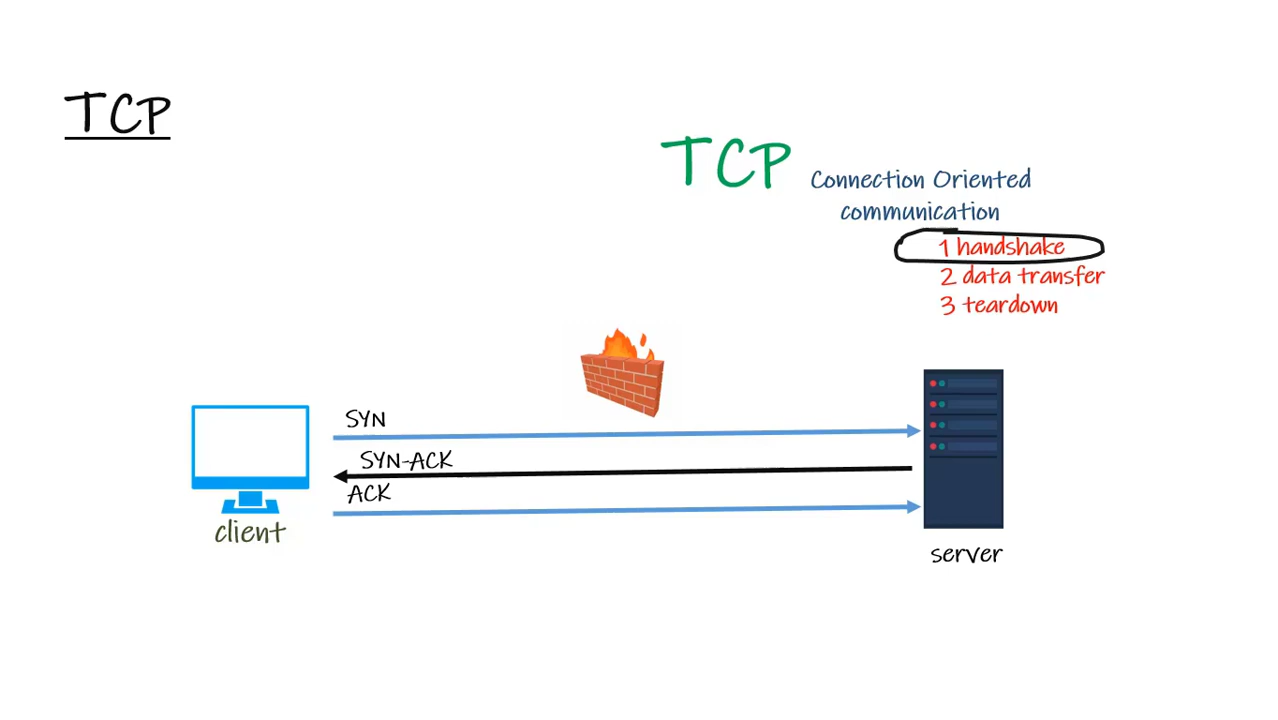 TCP
TCP
Connection Oriented
communication
1 handshake
2 data transfer
3 teardown
SYN
SYN-ACK
ACK
client
server